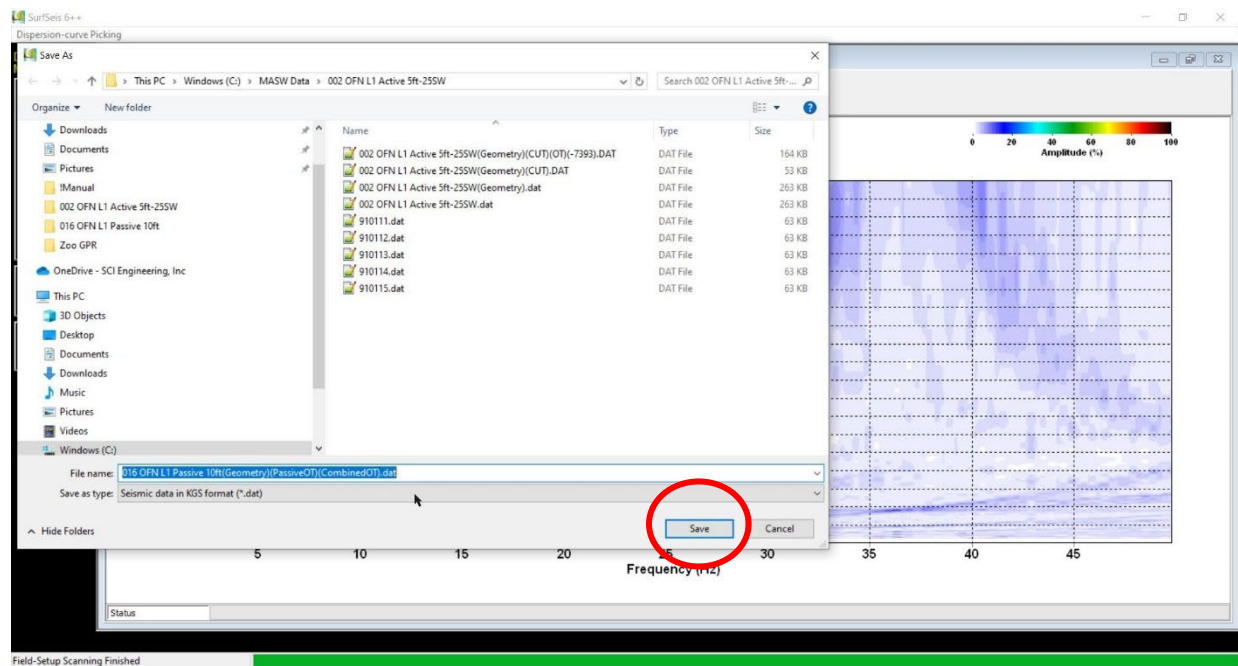 SurfSeis 6++
Dispersion-curve Picking
Save As
This PC > Windows (C:) > MASW Data > 002 OFN L1 Active 5ft-25SW
Search 002 OFN L1 Active 5ft-...
Organize New folder
Name Type Size
Downloads
Documents
Pictures
!Manual
002 OFN L1 Active 5ft-25SW
016 OFN L1 Passive 10ft
Zoo GPR
OneDrive - SCI Engineering, Inc
This PC
3D Objects
Desktop
Documents
Downloads
Music
Pictures
Videos
Windows (C:)
002 OFN L1 Active 5ft-25SW(Geometry)(CUT)(OT)(-7393).DAT DAT File 164 KB
002 OFN L1 Active 5ft-25SW(Geometry)(CUT).DAT DAT File 53 KB
002 OFN L1 Active 5ft-25SW(Geometry).dat DAT File 263 KB
002 OFN L1 Active 5ft-25SW.dat DAT File 263 KB
910111.dat DAT File 63 KB
910112.dat DAT File 63 KB
910113.dat DAT File 63 KB
910114.dat DAT File 63 KB
910115.dat DAT File 63 KB
File name: 016 OFN L1 Passive 10ft(Geometry)(PassiveOT)(CombinedOT).dat
Save as type: Seismic data in KGS format (*.dat)
Hide Folders
Save Cancel
0 20 40 60 80 100
Amplitude (%)
5 10 15 20 25 30 35 40 45
Frequency (Hz)
Status
Field-Setup Scanning Finished